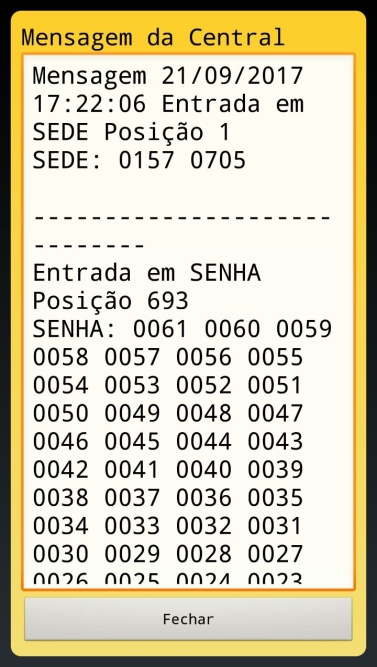 Mensagem da Central
Mensagem 21/09/2017
17:22:06 Entrada em
SEDE Posição 1
SEDE: 0157 0705
---------------------
--------
Entrada em SENHA
Posição 693
SENHA: 0061 0060 0059
0058 0057 0056 0055
0054 0053 0052 0051
0050 0049 0048 0047
0046 0045 0044 0043
0042 0041 0040 0039
0038 0037 0036 0035
0034 0033 0032 0031
0030 0029 0028 0027
0026 0025 0024 0023
Fechar